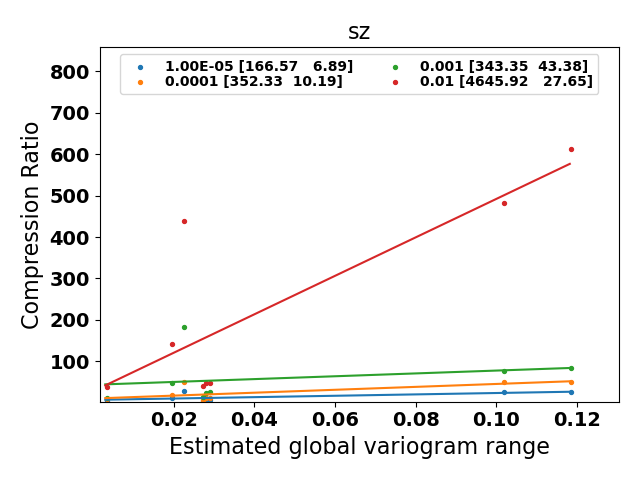 sz
1.00E-05 [166.57   6.89]
0.0001 [352.33  10.19]
0.001 [343.35  43.38]
0.01 [4645.92   27.65]
Compression Ratio
800
700
600
500
400
300
200
100
0.02 0.04 0.06 0.08 0.10 0.12
Estimated global variogram range